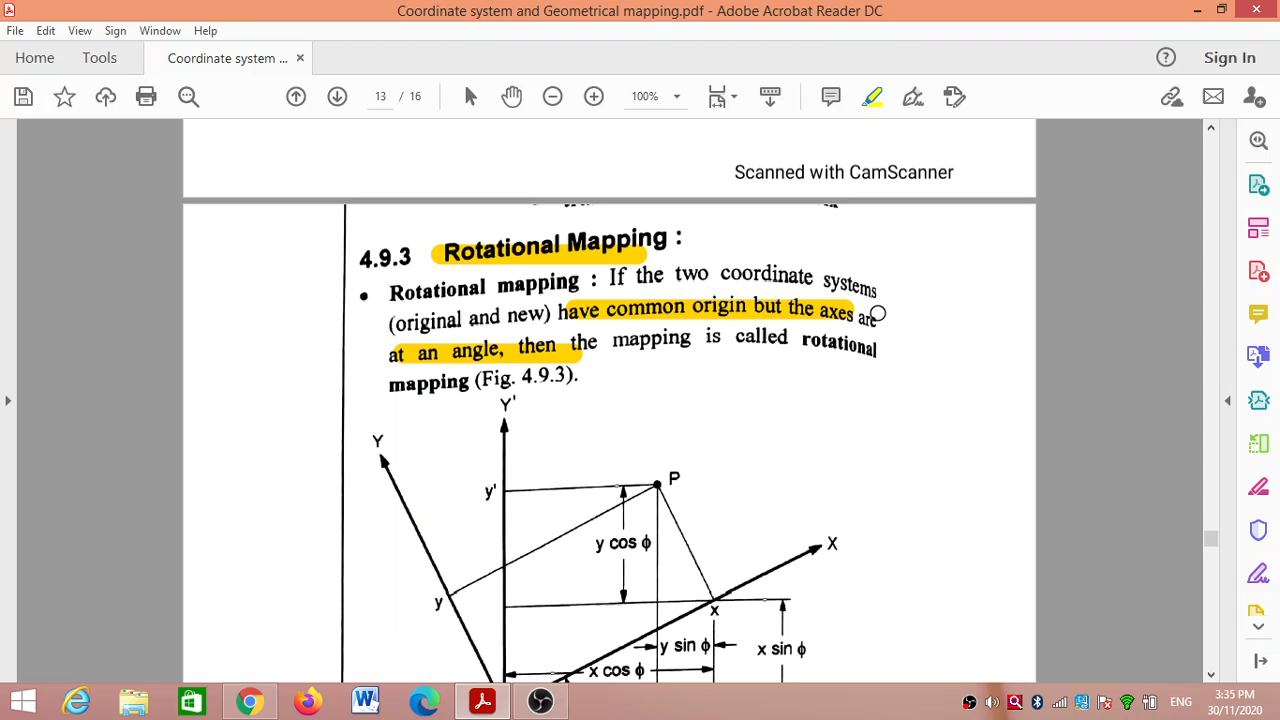 Coordinate system and Geometrical mapping.pdf - Adobe Acrobat Reader DC
File Edit View Sign Window Help
Home Tools Coordinate system ... × Sign In
13 / 16 100%
Scanned with CamScanner
4.9.3 Rotational Mapping :
• Rotational mapping : If the two coordinate systems
(original and new) have common origin but the axes are
at an angle, then the mapping is called rotational
mapping (Fig. 4.9.3).
Y'
Y
P
y'
y cos ϕ
X
y
x
y sin ϕ
x sin ϕ
x cos ϕ
ENG
3:35 PM
30/11/2020